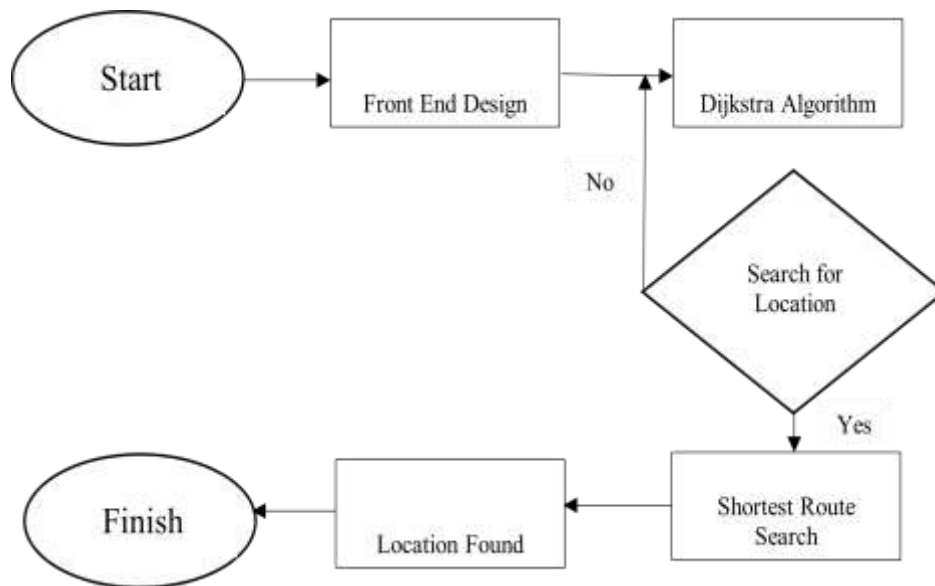 Start
Front End Design
Dijkstra Algorithm
No
Search for
Location
Yes
Shortest Route
Search
Location Found
Finish